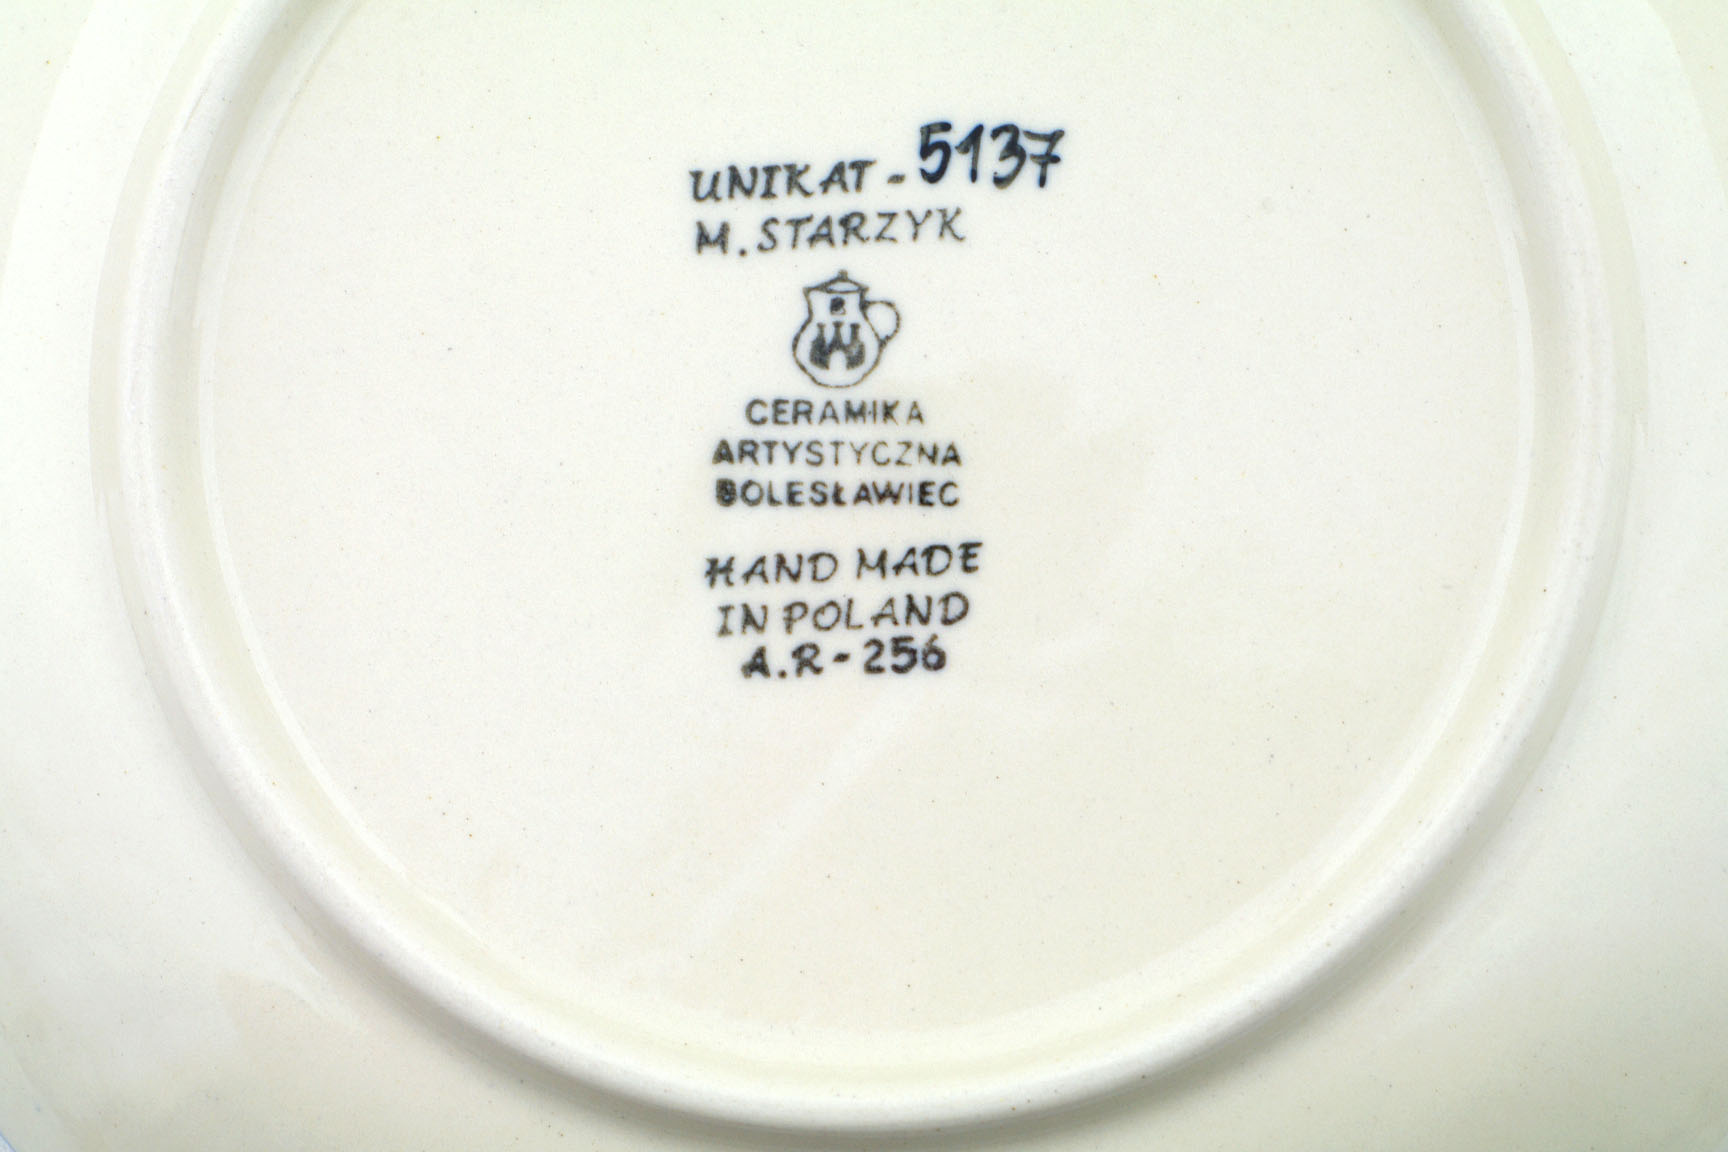 UNIKAT - 5137
M. STARZYK
CERAMIKA
ARTYSTYCZNA
BOLESŁAWIEC
HAND MADE
IN POLAND
A.R - 256